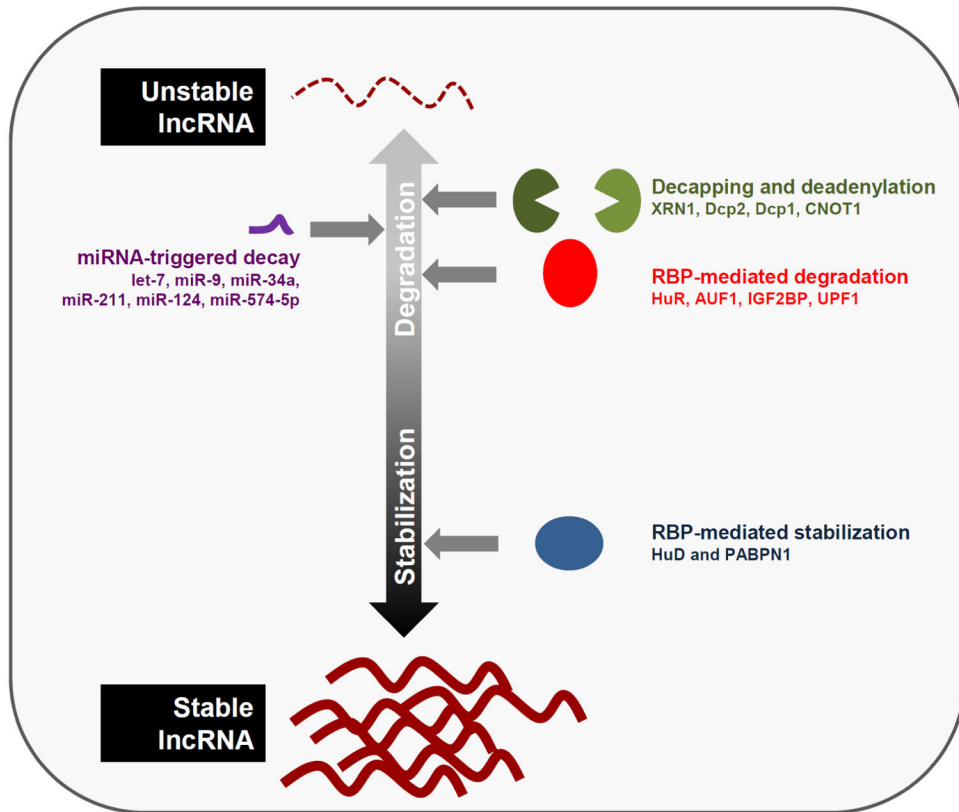 Unstable
lncRNA
Degradation
Decapping and deadenylation
XRN1, Dcp2, Dcp1, CNOT1
miRNA-triggered decay
let-7, miR-9, miR-34a,
miR-211, miR-124, miR-574-5p
RBP-mediated degradation
HuR, AUF1, IGF2BP, UPF1
Stabilization
RBP-mediated stabilization
HuD and PABPN1
Stable
lncRNA